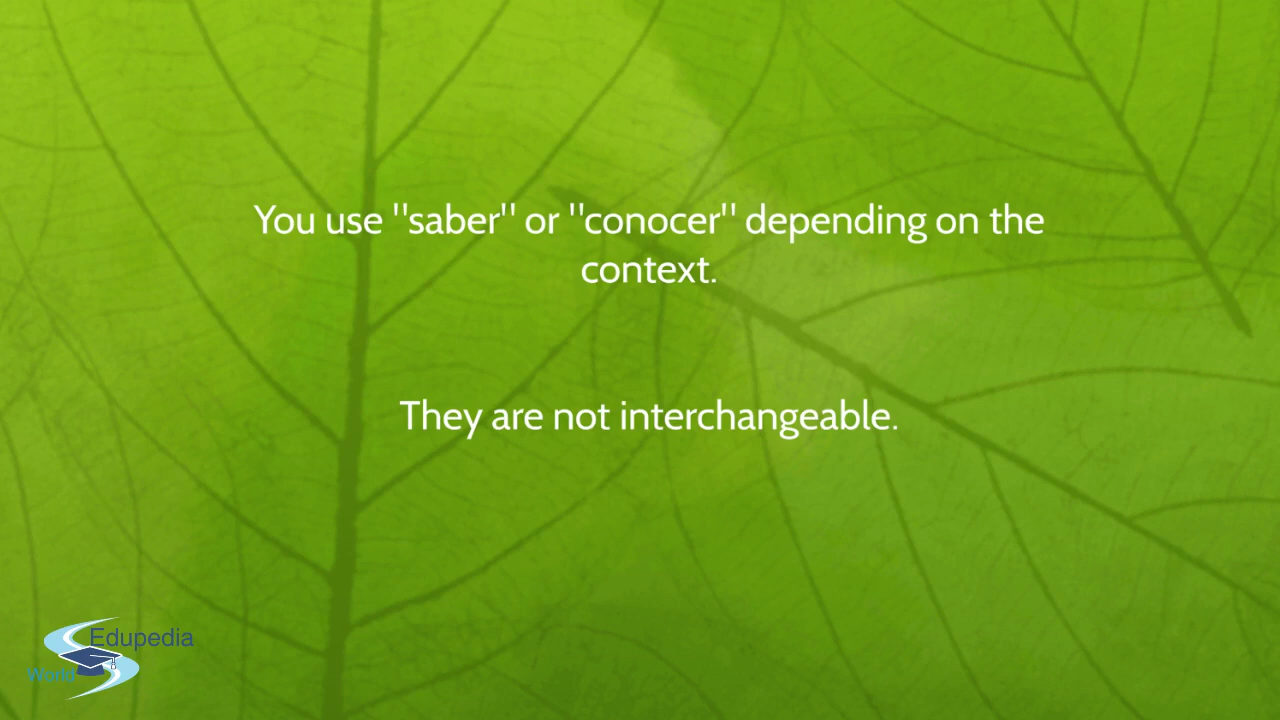 You use "saber" or "conocer" depending on the
context.
They are not interchangeable.
Edupedia
World